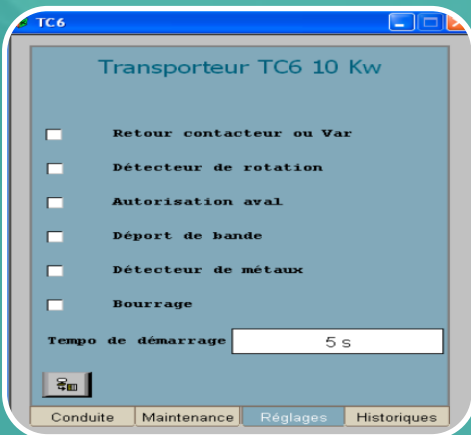 TC6
Transporteur TC6 10 Kw
Retour contacteur ou Var
Détecteur de rotation
Autorisation aval
Déport de bande
Détecteur de métaux
Bourrage
Tempo de démarrage 5 s
Conduite Maintenance Réglages Historiques